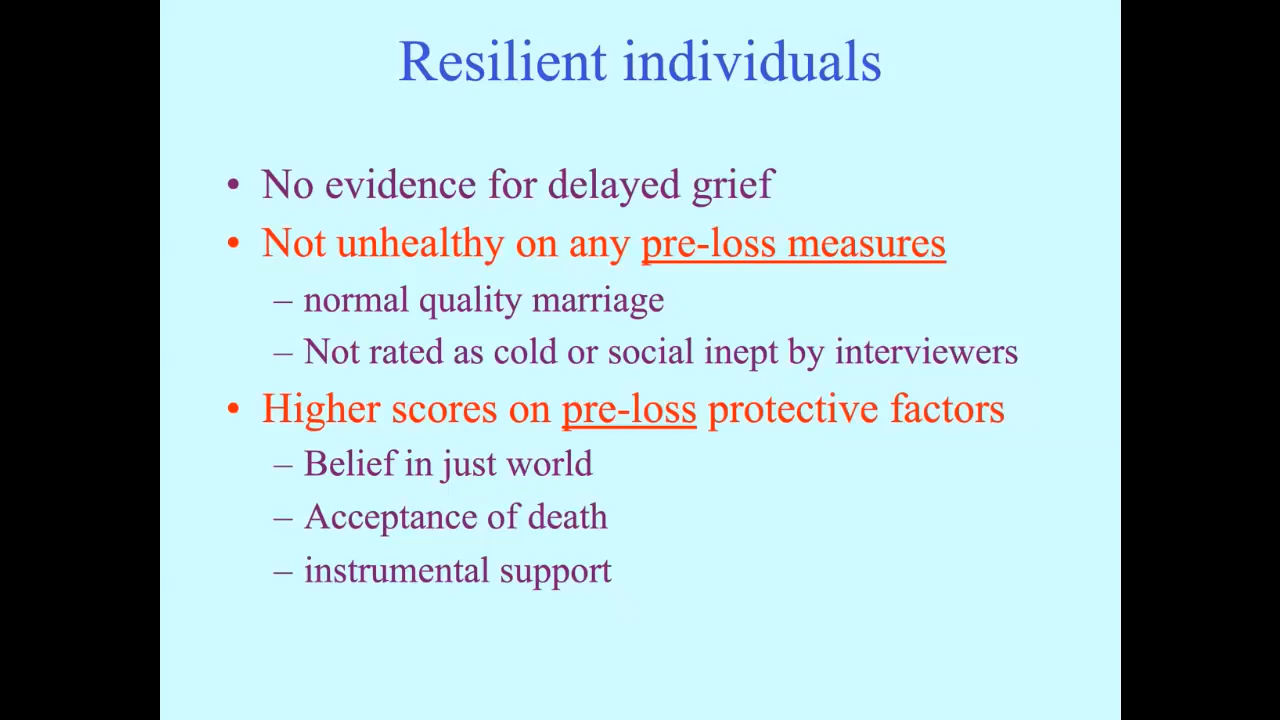 Resilient individuals
• No evidence for delayed grief
• Not unhealthy on any pre-loss measures
– normal quality marriage
– Not rated as cold or social inept by interviewers
• Higher scores on pre-loss protective factors
– Belief in just world
– Acceptance of death
– instrumental support